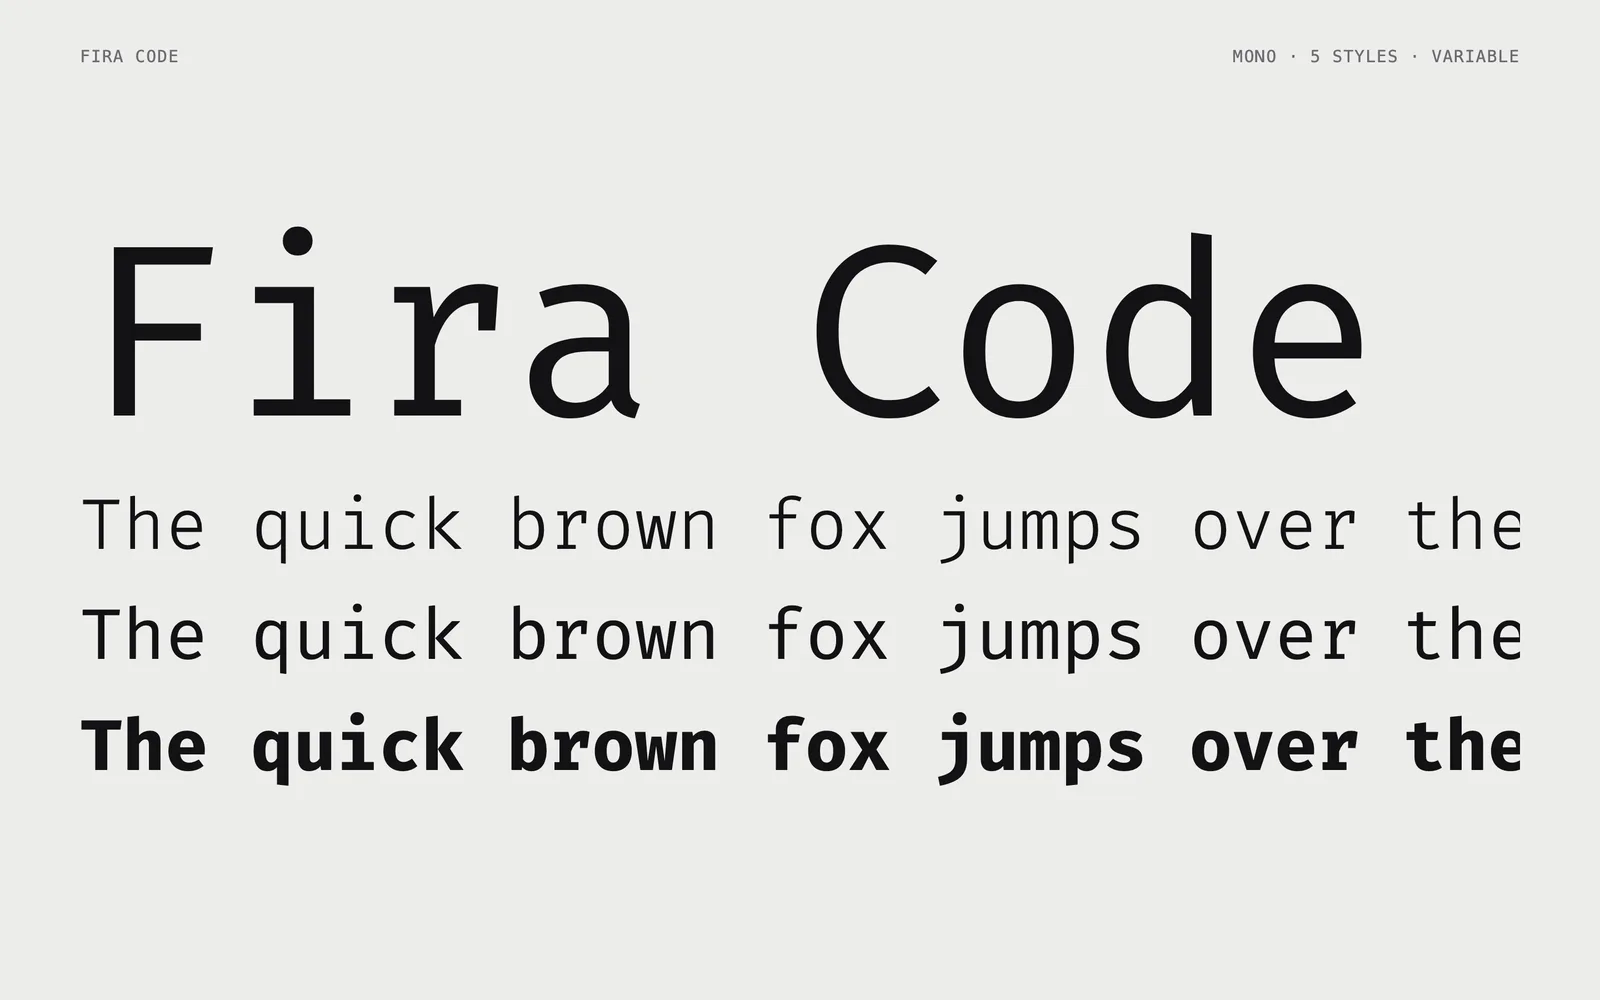 FIRA CODE
MONO · 5 STYLES · VARIABLE
Fira Code
The quick brown fox jumps over the
The quick brown fox jumps over the
The quick brown fox jumps over the